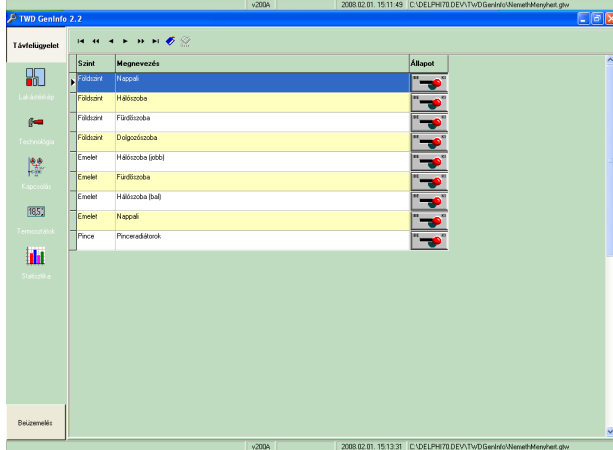 v200A 2008.02.01. 15:11:49 C:\DELPHI70.DEV\TWDGenInfo\NemethMenyhert.gtw
TWD GenInfo 2.2
Távfelügyelet
Szint Megnevezés Állapot
Földszint Nappali
Földszint Hálószoba
Földszint Fürdőszoba
Földszint Dolgozószoba
Emelet Hálószoba (jobb)
Emelet Fürdőszoba
Emelet Hálószoba (bal)
Emelet Nappali
Pince Pinceradiátorok
Lakástérkép
Technológia
Kapcsolás
18,5
Termosztátok
Statisztika
Beüzemelés
v200A 2008.02.01. 15:13:31 C:\DELPHI70.DEV\TWDGenInfo\NemethMenyhert.gtw